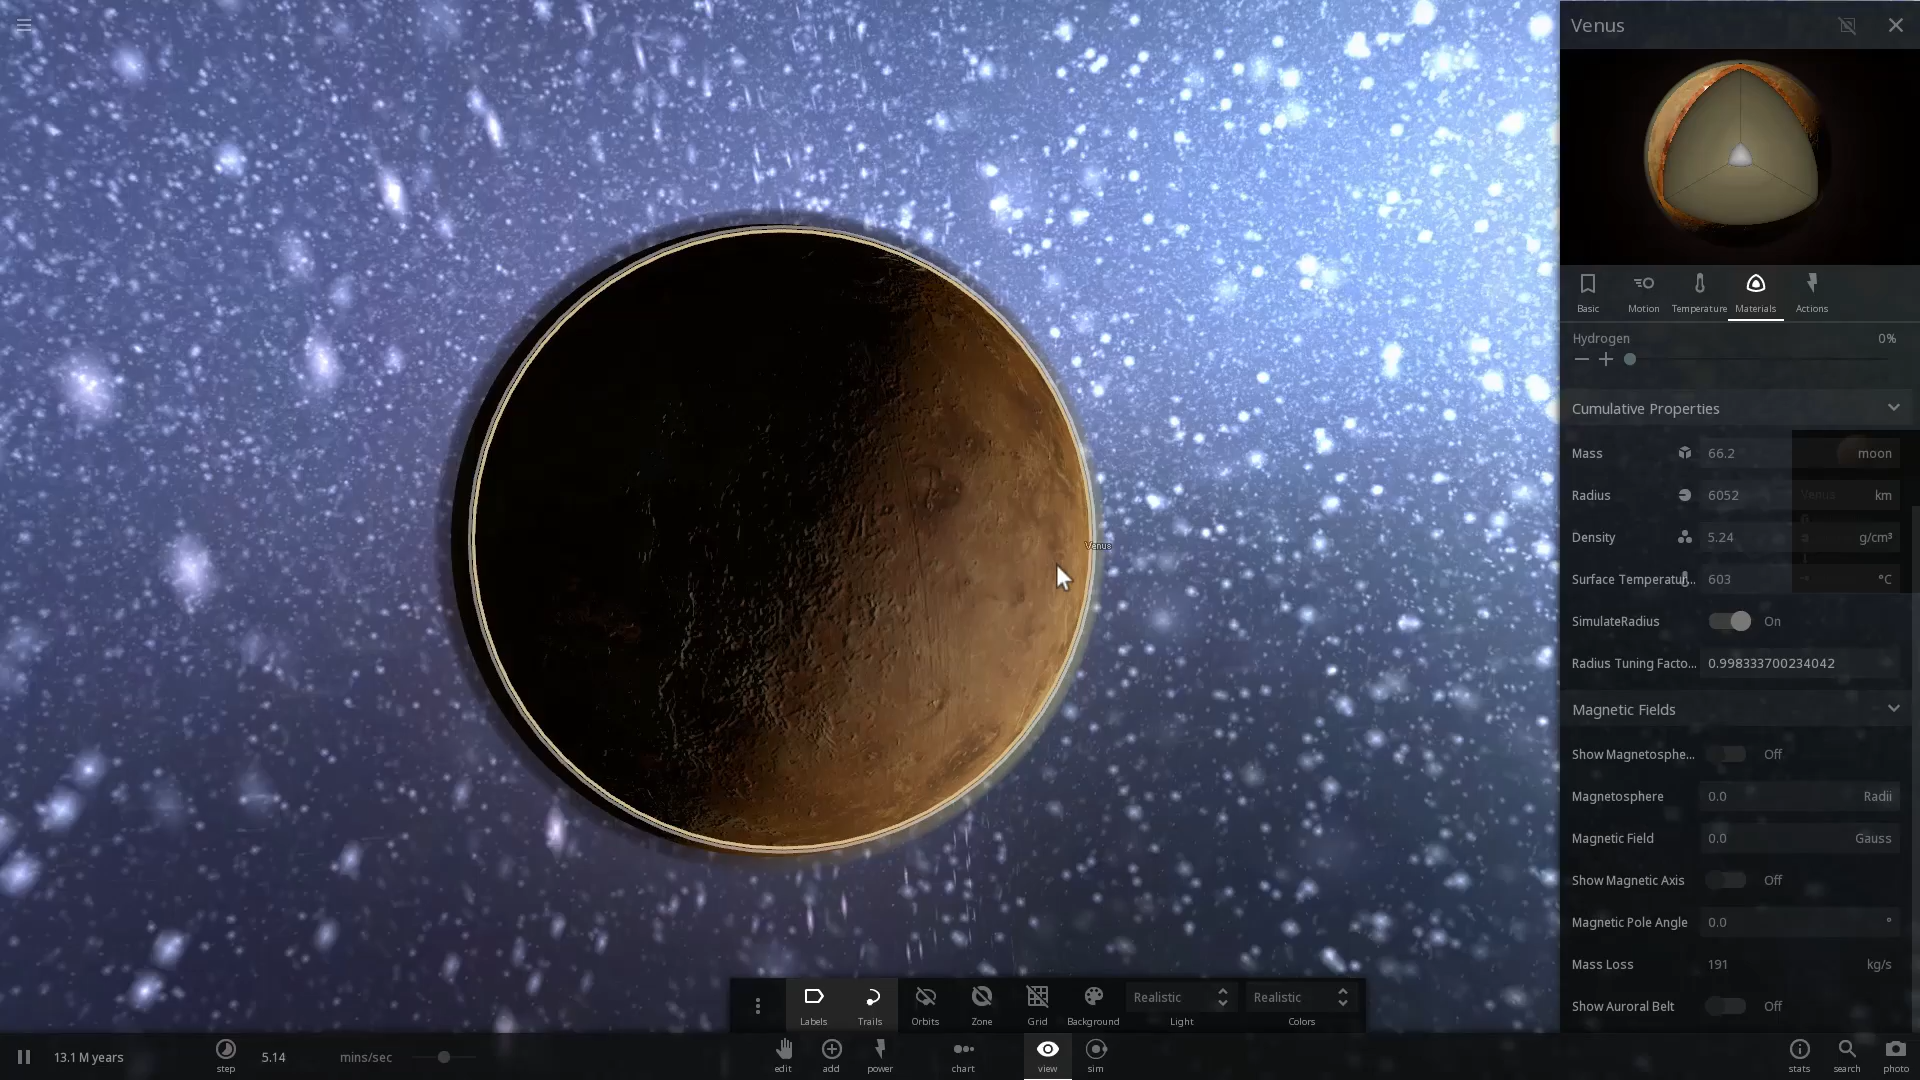 Venus
Basic
Motion
Temperature
Materials
Actions
Hydrogen 0%
Cumulative Properties
Mass 66.2 moon
Radius 6052 Venus km
Density 5.24 g/cm³
Venus
Surface Temperatur... 603 °C
SimulateRadius On
Radius Tuning Facto... 0.998333700234042
Magnetic Fields
Show Magnetosphe... Off
Magnetosphere 0.0 Radii
Magnetic Field 0.0 Gauss
Show Magnetic Axis Off
Magnetic Pole Angle 0.0 °
Mass Loss 191 kg/s
Show Auroral Belt Off
Realistic Realistic
Labels Trails Orbits Zone Grid Background Light Colors
13.1 M years 5.14 mins/sec
step edit add power chart view sim stats search photo